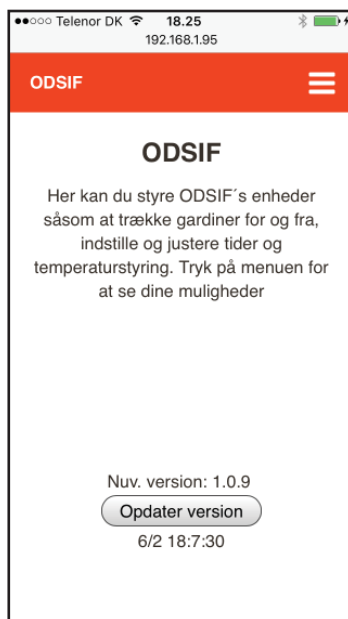 ●●○○○ Telenor DK 18.25
192.168.1.95
ODSIF
ODSIF
Her kan du styre ODSIF´s enheder
såsom at trække gardiner for og fra,
indstille og justere tider og
temperaturstyring. Tryk på menuen for
at se dine muligheder
Nuv. version: 1.0.9
Opdater version
6/2 18:7:30